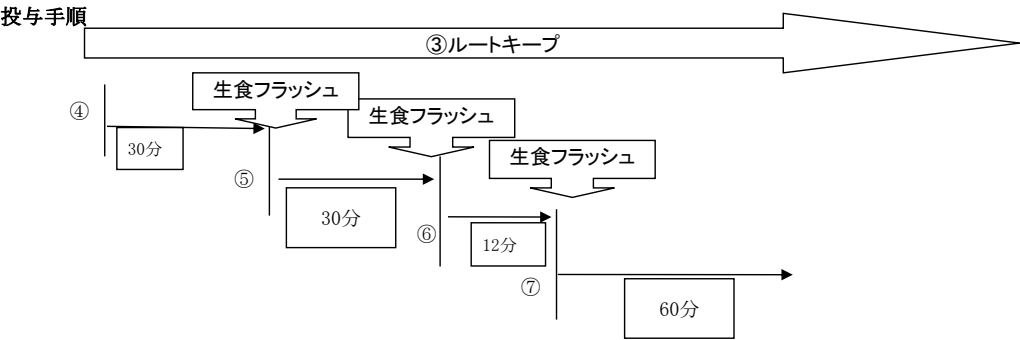 投与手順
③ルートキープ
生食フラッシュ
④
生食フラッシュ
30分
生食フラッシュ
⑤
30分
⑥
12分
⑦
60分